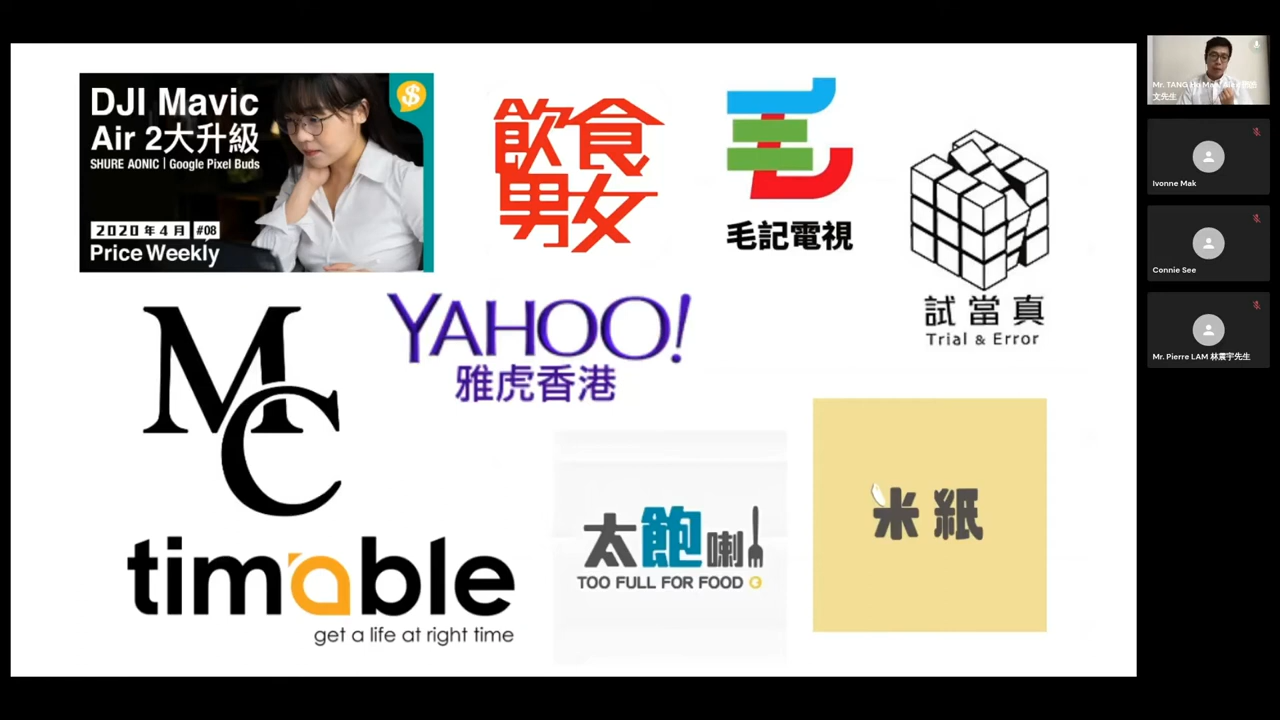 DJI Mavic
Air 2大升級
SHURE AONIC | Google Pixel Buds
2020年4月 #08
Price Weekly
飲食
男女
毛記電視
試當真
Trial & Error
MC
YAHOO!
雅虎香港
timable
get a life at right time
太飽喇!
TOO FULL FOR FOOD
米紙
Ivonne Mak
Connie See
Mr. Pierre LAM 林震宇先生